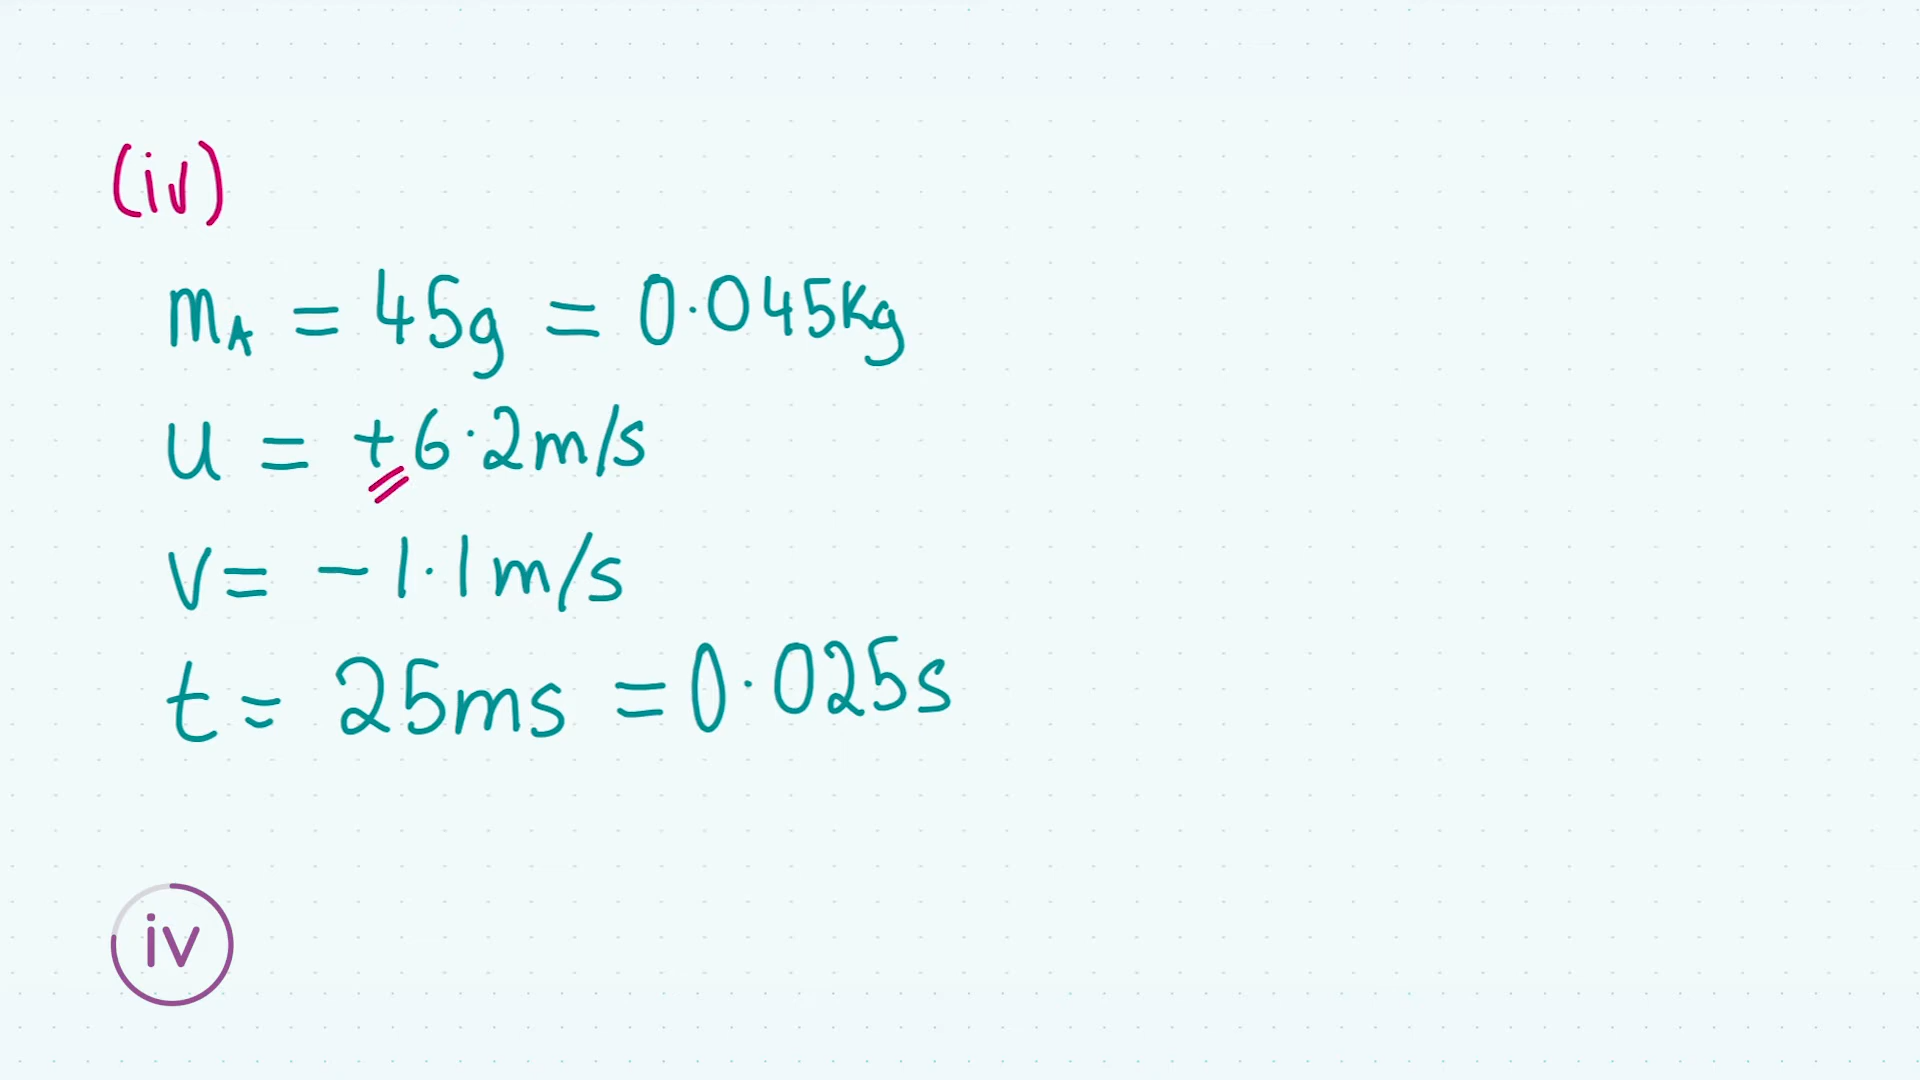 (iv)
mA = 45g = 0.045kg
u = +6.2m/s
v = -1.1m/s
t = 25ms = 0.025s
iv